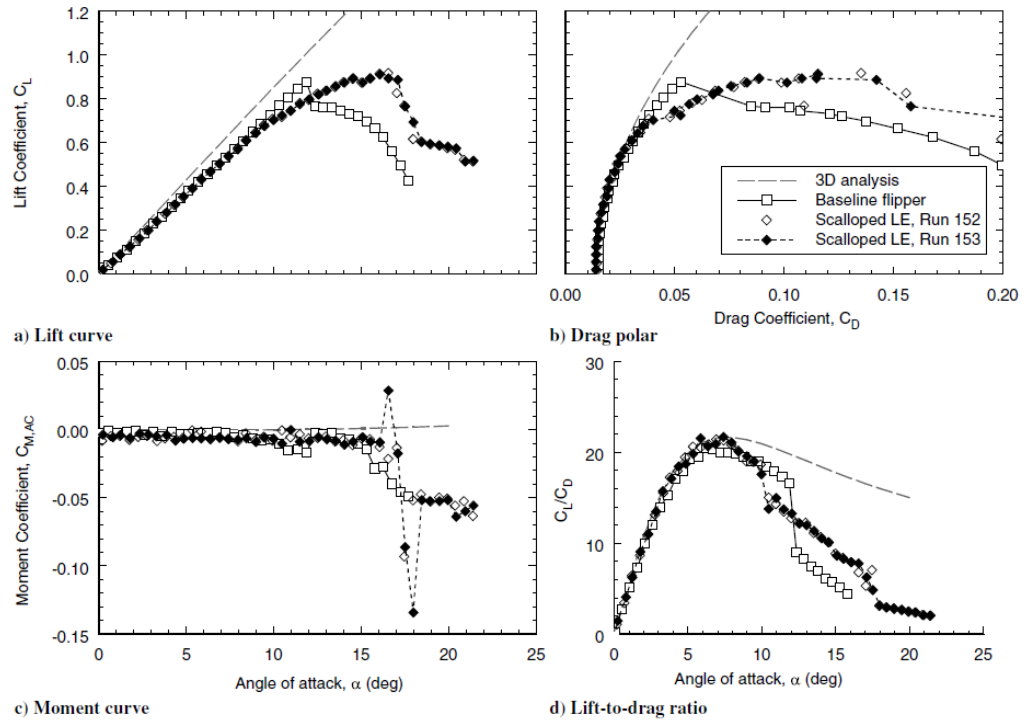 1.2
1.0
0.8
0.6
0.4
0.2
0.0
Lift Coefficient, C_L
a) Lift curve
3D analysis
Baseline flipper
Scalloped LE, Run 152
Scalloped LE, Run 153
0.00 0.05 0.10 0.15 0.20
Drag Coefficient, C_D
b) Drag polar
0.05
0.00
-0.05
-0.10
-0.15
Moment Coefficient, C_M,AC
0 5 10 15 20 25
Angle of attack, α (deg)
c) Moment curve
30
20
10
0
C_L/C_D
0 5 10 15 20 25
Angle of attack, α (deg)
d) Lift-to-drag ratio